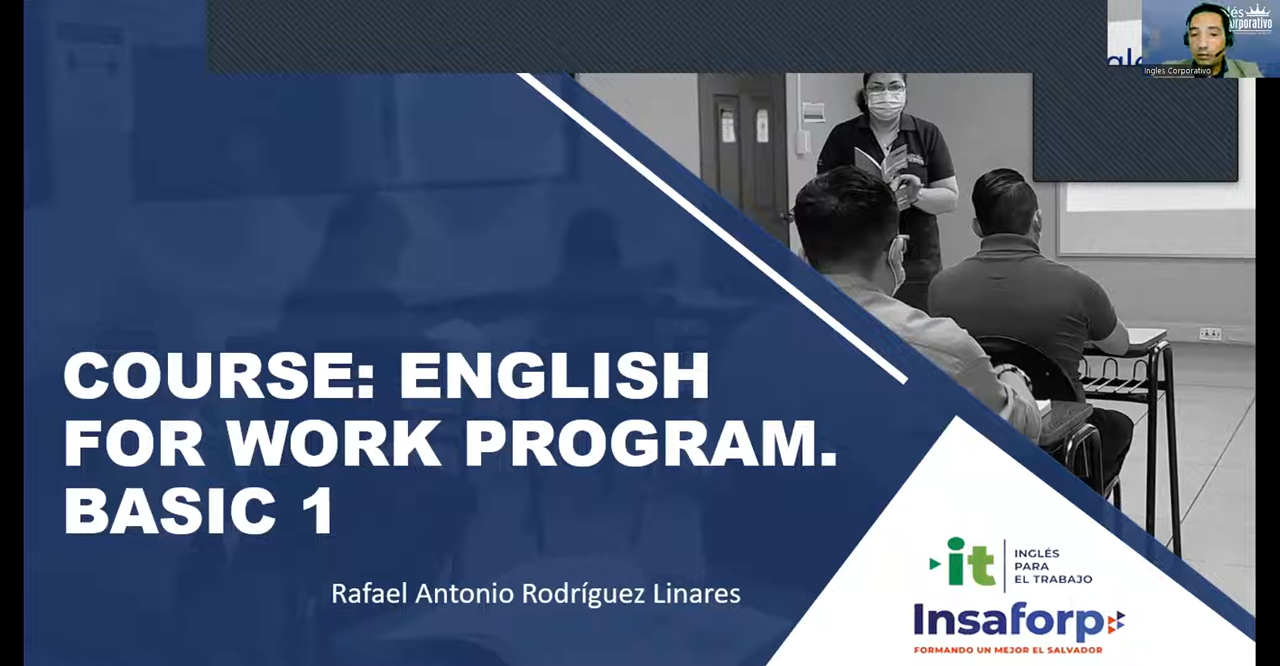 Ingles Corporativo
COURSE: ENGLISH
FOR WORK PROGRAM.
BASIC 1
Rafael Antonio Rodríguez Linares
it
INGLÉS
PARA
EL TRABAJO
Insaforp
FORMANDO UN MEJOR EL SALVADOR